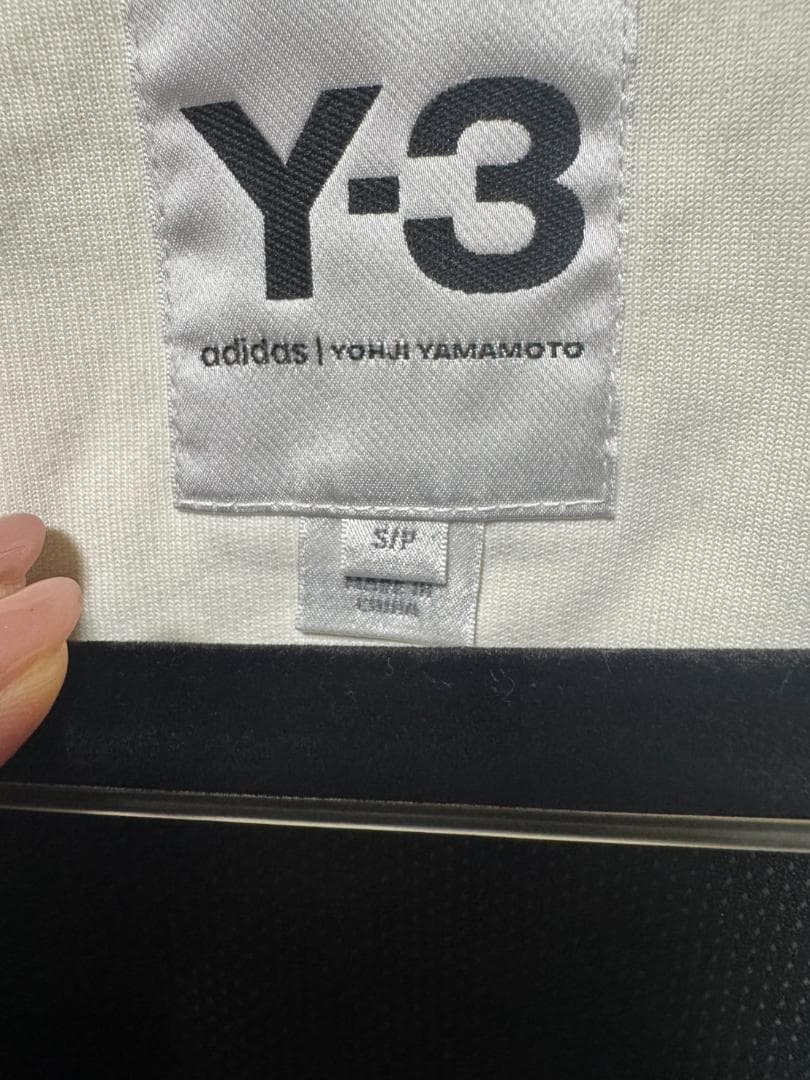 Y-3
adidas | YOHJI YAMAMOTO
S/P
MADE IN
CHINA